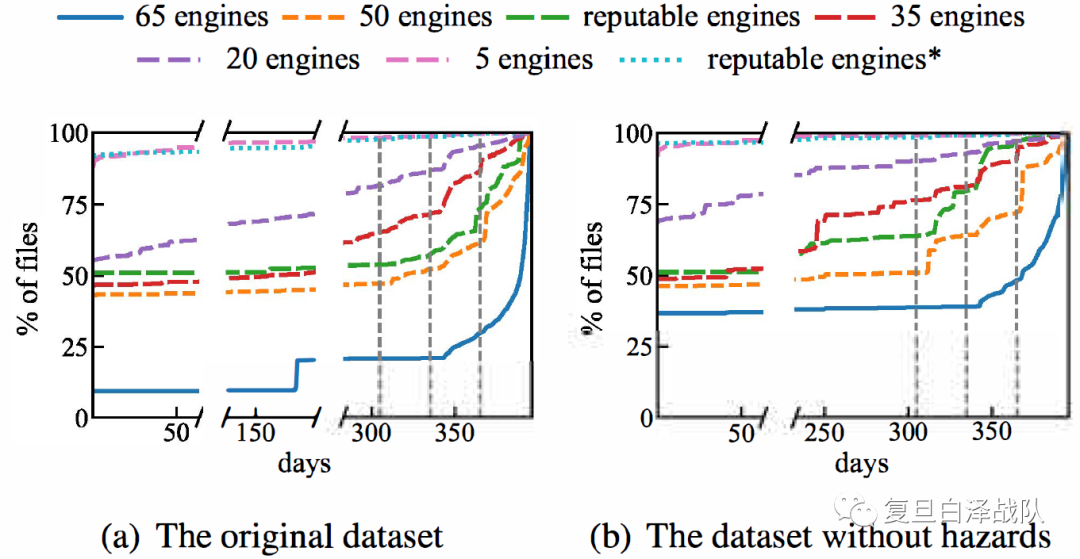 65 engines 50 engines reputable engines 35 engines
20 engines 5 engines reputable engines*
100
75
50
25
0
% of files
50 150 300 350
days
(a) The original dataset
100
75
50
25
0
% of files
50 250 300 350
days
(b) The dataset without hazards
复旦白泽战队